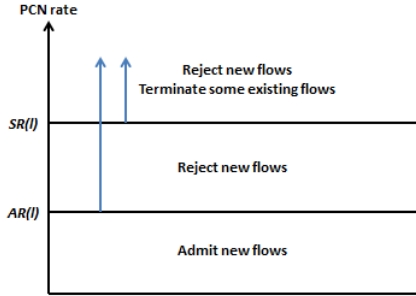 PCN rate
Reject new flows
Terminate some existing flows
SR(l)
Reject new flows
AR(l)
Admit new flows